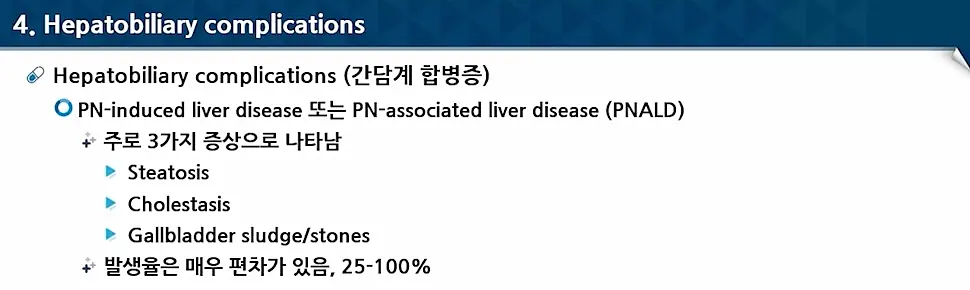 4. Hepatobiliary complications
Hepatobiliary complications (간담계 합병증)
PN-induced liver disease 또는 PN-associated liver disease (PNALD)
주로 3가지 증상으로 나타남
Steatosis
Cholestasis
Gallbladder sludge/stones
발생율은 매우 편차가 있음, 25-100%